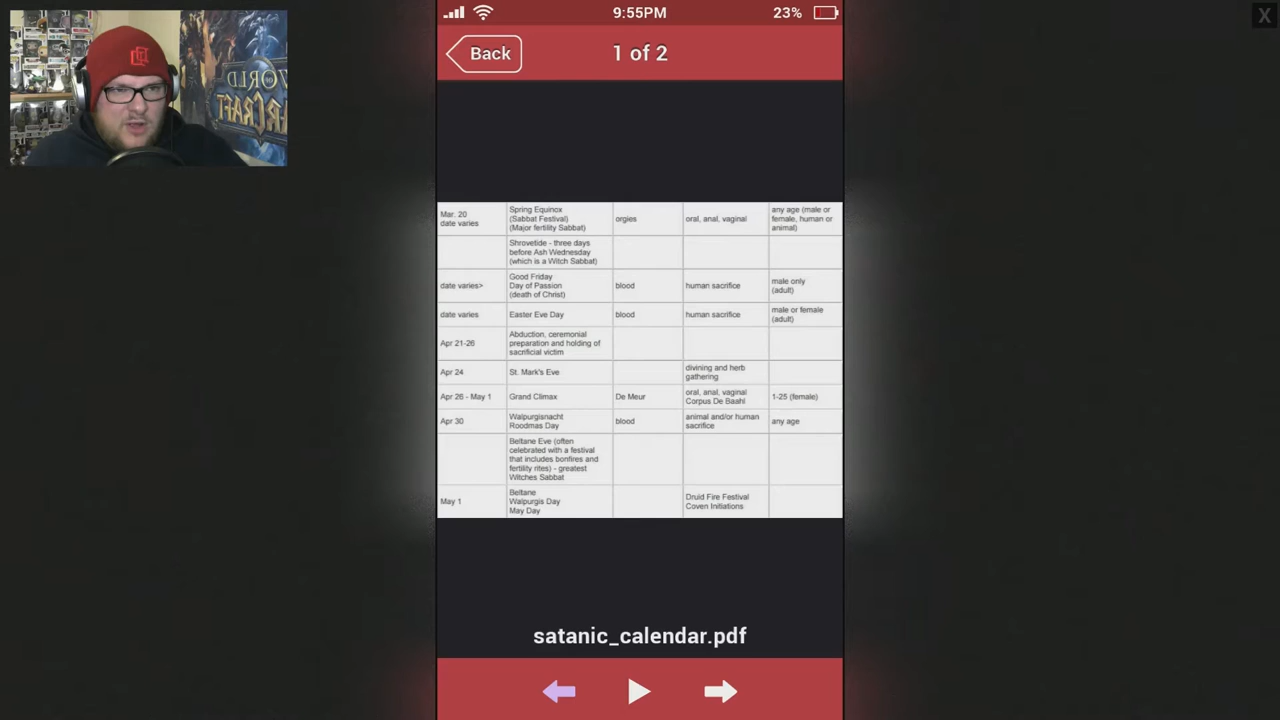 9:55PM
23%
X
Back
1 of 2
WORLD
OF
WARCRAFT
Mar. 20
date varies
Spring Equinox
(Sabbat Festival)
(Major fertility Sabbat)
orgies
oral, anal, vaginal
any age (male or
female, human or
animal)
Shrovetide - three days
before Ash Wednesday
(which is a Witch Sabbat)
date varies>
Good Friday
Day of Passion
(death of Christ)
blood
human sacrifice
male only
(adult)
date varies
Easter Eve Day
blood
human sacrifice
male or female
(adult)
Apr 21-26
Abduction, ceremonial
preparation and holding of
sacrificial victim
Apr 24
St. Mark's Eve
divining and herb
gathering
Apr 26 - May 1
Grand Climax
De Meur
oral, anal, vaginal
Corpus De Baahl
1-25 (female)
Apr 30
Walpurgisnacht
Roodmas Day
blood
animal and/or human
sacrifice
any age
Beltane Eve (often
celebrated with a festival
that includes bonfires and
fertility rites) - greatest
Witches Sabbat
May 1
Beltane
Walpurgis Day
May Day
Druid Fire Festival
Coven Initiations
satanic_calendar.pdf